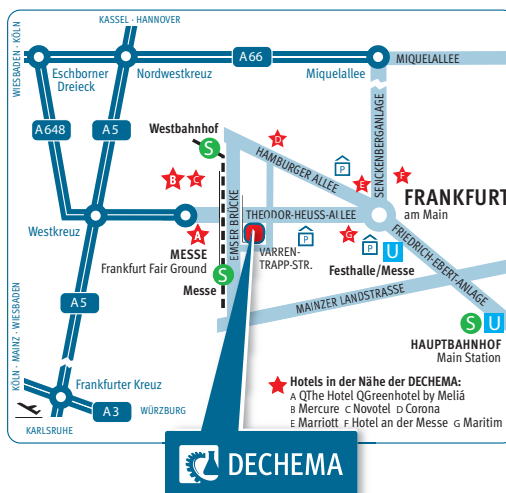 KASSEL · HANNOVER
WIESBADEN · KÖLN
A66
MIQUELALLEE
Eschborner
Dreieck
Nordwestkreuz
Miquelallee
A648
A5
Westbahnhof
S
D
HAMBURGER ALLEE
P
SENCKENBERGANLAGE
B
C
E
F
FRANKFURT
am Main
EMSER BRÜCKE
THEODOR-HEUSS-ALLEE
Westkreuz
A
G
MESSE
Frankfurt Fair Ground
VARREN-
TRAPP-STR.
P
P
U
Festhalle/Messe
FRIEDRICH-EBERT-ANLAGE
S
Messe
MAINZER LANDSTRASSE
A5
S
U
HAUPTBAHNHOF
Main Station
KÖLN · MAINZ · WIESBADEN
Frankfurter Kreuz
A3
WÜRZBURG
KARLSRUHE
Hotels in der Nähe der DECHEMA:
A QThe Hotel QGreenhotel by Meliá
B Mercure C Novotel D Corona
E Marriott F Hotel an der Messe G Maritim
DECHEMA